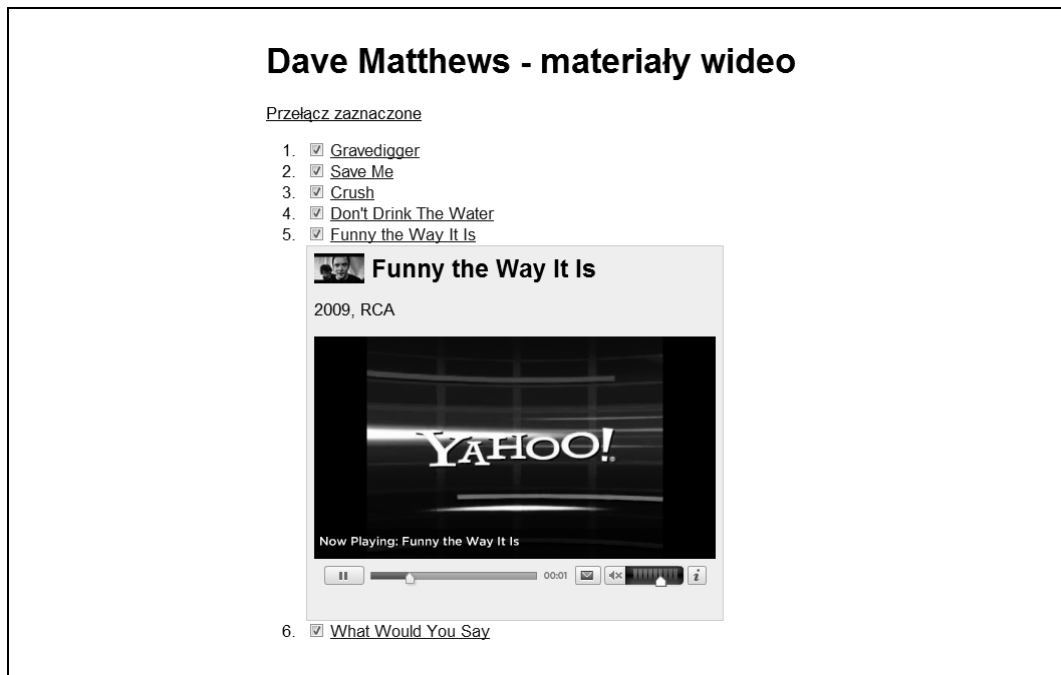 Dave Matthews - materiały wideo
Przełącz zaznaczone
1. Gravedigger
2. Save Me
3. Crush
4. Don't Drink The Water
5. Funny the Way It Is
Funny the Way It Is
2009, RCA
YAHOO!
Now Playing: Funny the Way It Is
00:01
i
6. What Would You Say